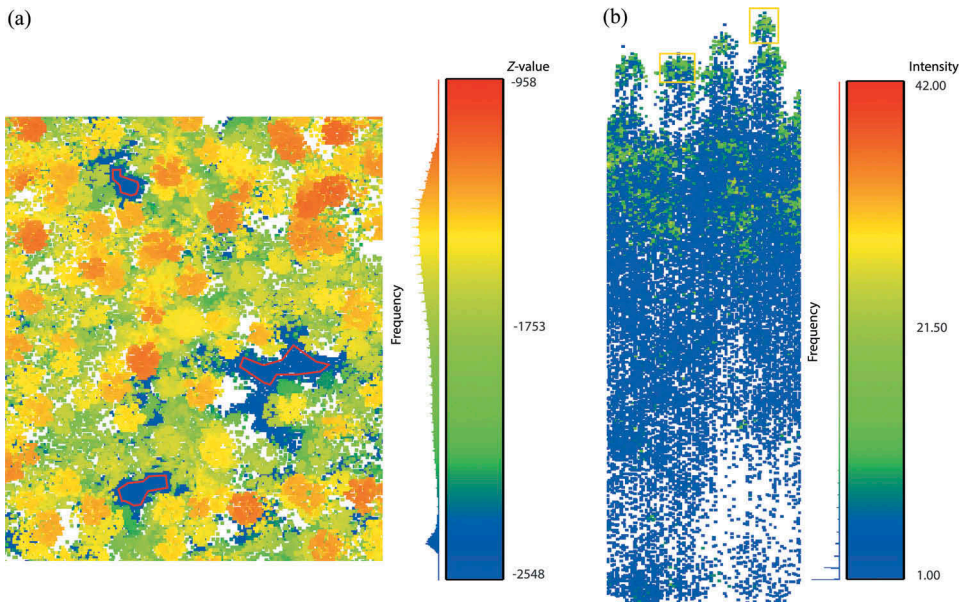 (a)
Z-value
-958
-1753
-2548
Frequency
(b)
Intensity
42.00
21.50
1.00
Frequency